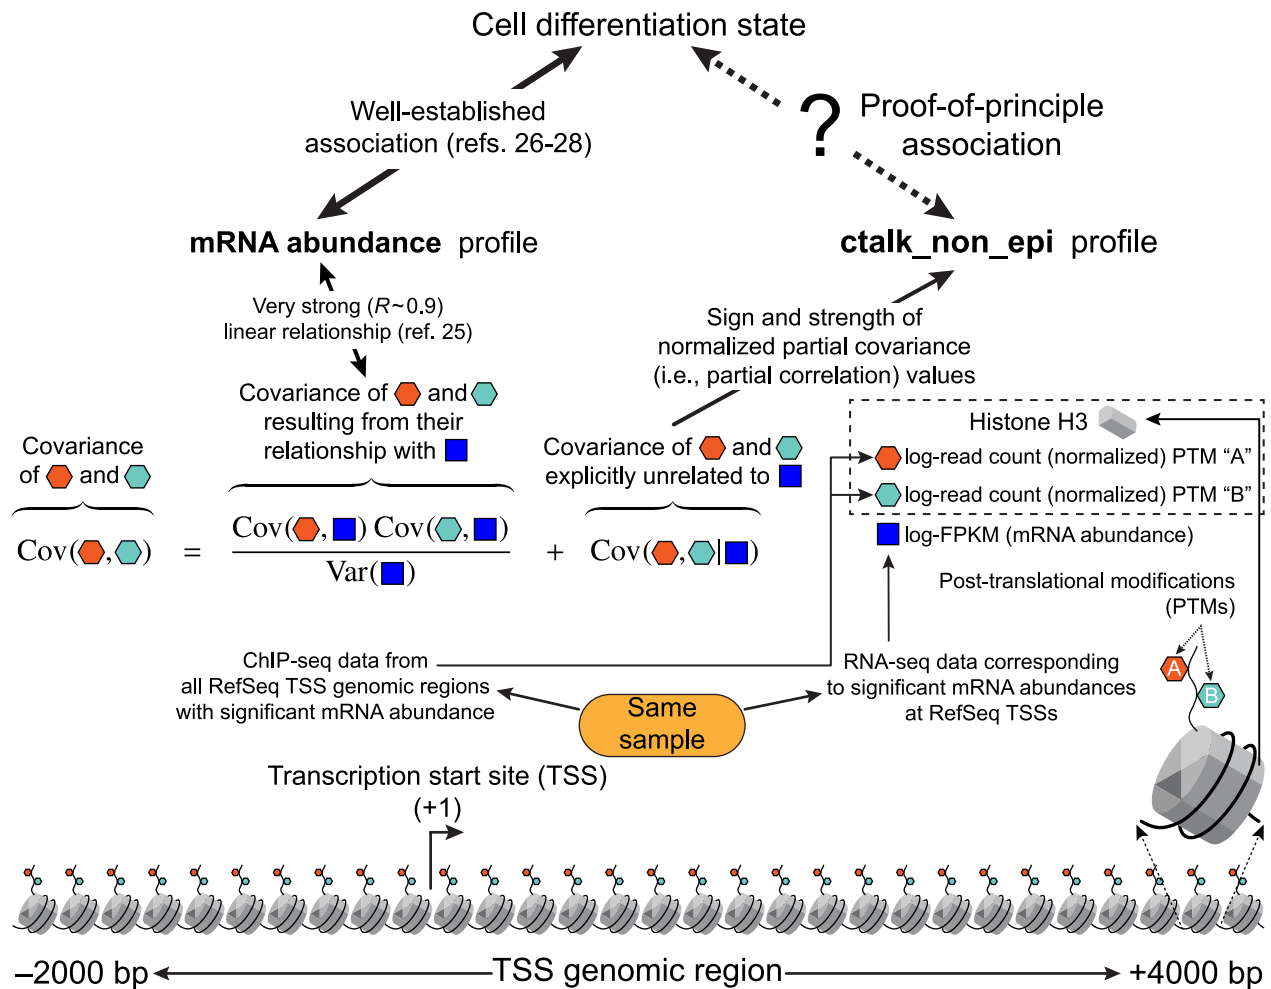 Cell differentiation state
Well-established
association (refs. 26-28)
?
Proof-of-principle
association
mRNA abundance profile
ctalk_non_epi profile
Very strong (R~0.9)
linear relationship (ref. 25)
Sign and strength of
normalized partial covariance
(i.e., partial correlation) values
Covariance
of and
Covariance of and
resulting from their
relationship with
Covariance of and
explicitly unrelated to
Cov( , ) = Cov( , ) Cov( , )
Var( )
+ Cov( , | )
Histone H3
log-read count (normalized) PTM “A”
log-read count (normalized) PTM “B”
log-FPKM (mRNA abundance)
Post-translational modifications
(PTMs)
A
B
ChIP-seq data from
all RefSeq TSS genomic regions
with significant mRNA abundance
Same
sample
RNA-seq data corresponding
to significant mRNA abundances
at RefSeq TSSs
Transcription start site (TSS)
(+1)
–2000 bp
TSS genomic region
+4000 bp